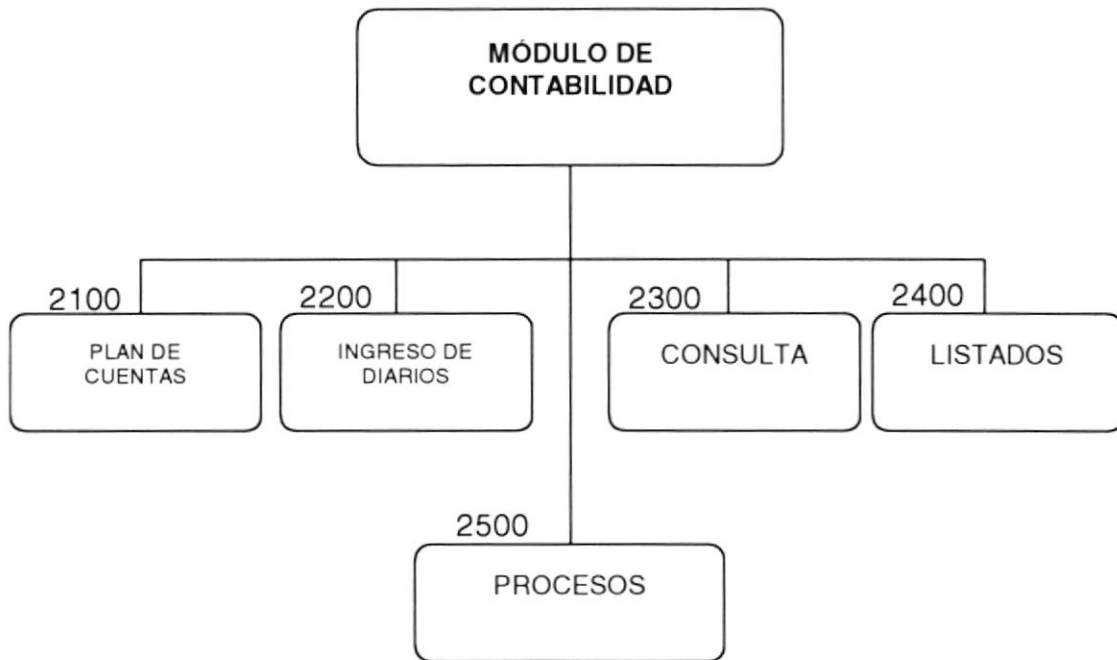 MÓDULO DE
CONTABILIDAD
2100
PLAN DE
CUENTAS
2200
INGRESO DE
DIARIOS
2300
CONSULTA
2400
LISTADOS
2500
PROCESOS